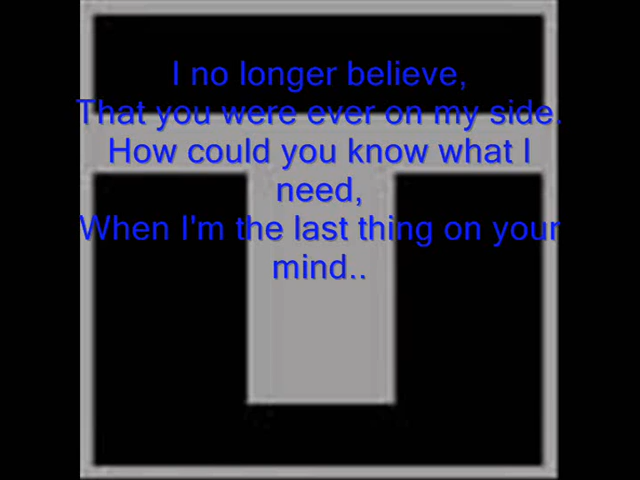 I no longer believe,
That you were ever on my side.
How could you know what I
need,
When I'm the last thing on your
mind..